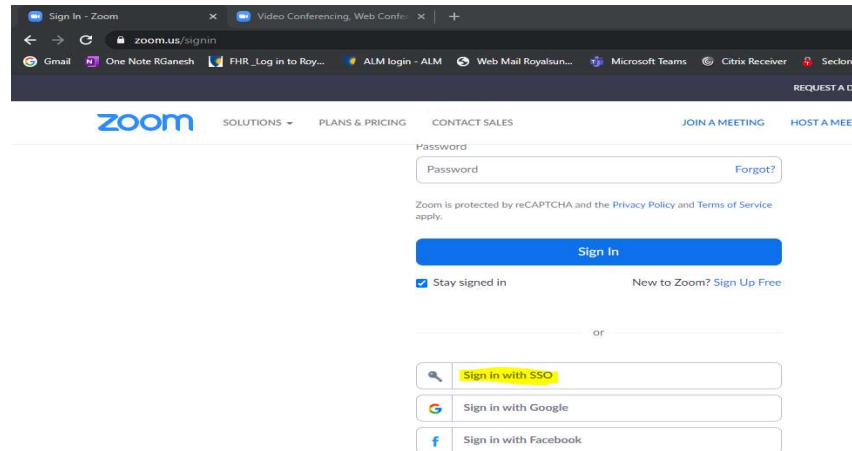 Sign In - Zoom
Video Conferencing, Web Confe
zoom.us/signin
Gmail One Note RGanesh FHR _Log in to Roy... ALM login - ALM Web Mail Royalsun... Microsoft Teams Citrix Receiver Seclor
REQUEST A D
zoom SOLUTIONS PLANS & PRICING CONTACT SALES JOIN A MEETING HOST A MEE
Password
Password Forgot?
Zoom is protected by reCAPTCHA and the Privacy Policy and Terms of Service
apply.
Sign In
Stay signed in New to Zoom? Sign Up Free
or
Sign in with SSO
Sign in with Google
Sign in with Facebook